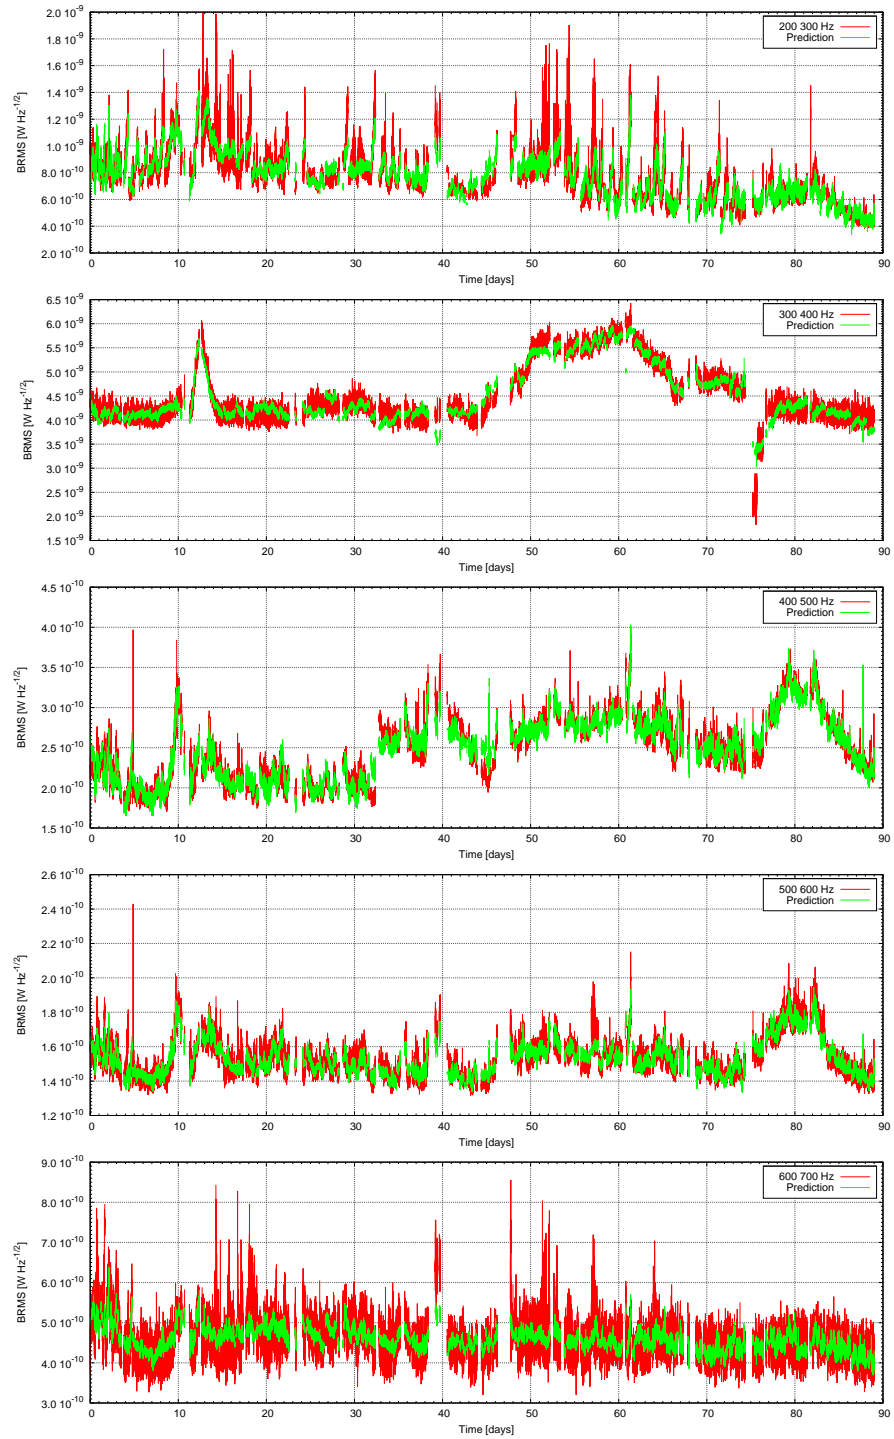 2.0 10^-9
1.8 10^-9
1.6 10^-9
1.4 10^-9
1.2 10^-9
1.0 10^-9
8.0 10^-10
6.0 10^-10
4.0 10^-10
2.0 10^-10
BRMS [W Hz^-1/2]
200 300 Hz
Prediction
0 10 20 30 40 50 60 70 80 90
Time [days]
6.5 10^-9
6.0 10^-9
5.5 10^-9
5.0 10^-9
4.5 10^-9
4.0 10^-9
3.5 10^-9
3.0 10^-9
2.5 10^-9
2.0 10^-9
1.5 10^-9
BRMS [W Hz^-1/2]
300 400 Hz
Prediction
0 10 20 30 40 50 60 70 80 90
Time [days]
4.5 10^-10
4.0 10^-10
3.5 10^-10
3.0 10^-10
2.5 10^-10
2.0 10^-10
1.5 10^-10
BRMS [W Hz^-1/2]
400 500 Hz
Prediction
0 10 20 30 40 50 60 70 80 90
Time [days]
2.6 10^-10
2.4 10^-10
2.2 10^-10
2.0 10^-10
1.8 10^-10
1.6 10^-10
1.4 10^-10
1.2 10^-10
BRMS [W Hz^-1/2]
500 600 Hz
Prediction
0 10 20 30 40 50 60 70 80 90
Time [days]
9.0 10^-10
8.0 10^-10
7.0 10^-10
6.0 10^-10
5.0 10^-10
4.0 10^-10
3.0 10^-10
BRMS [W Hz^-1/2]
600 700 Hz
Prediction
0 10 20 30 40 50 60 70 80 90
Time [days]